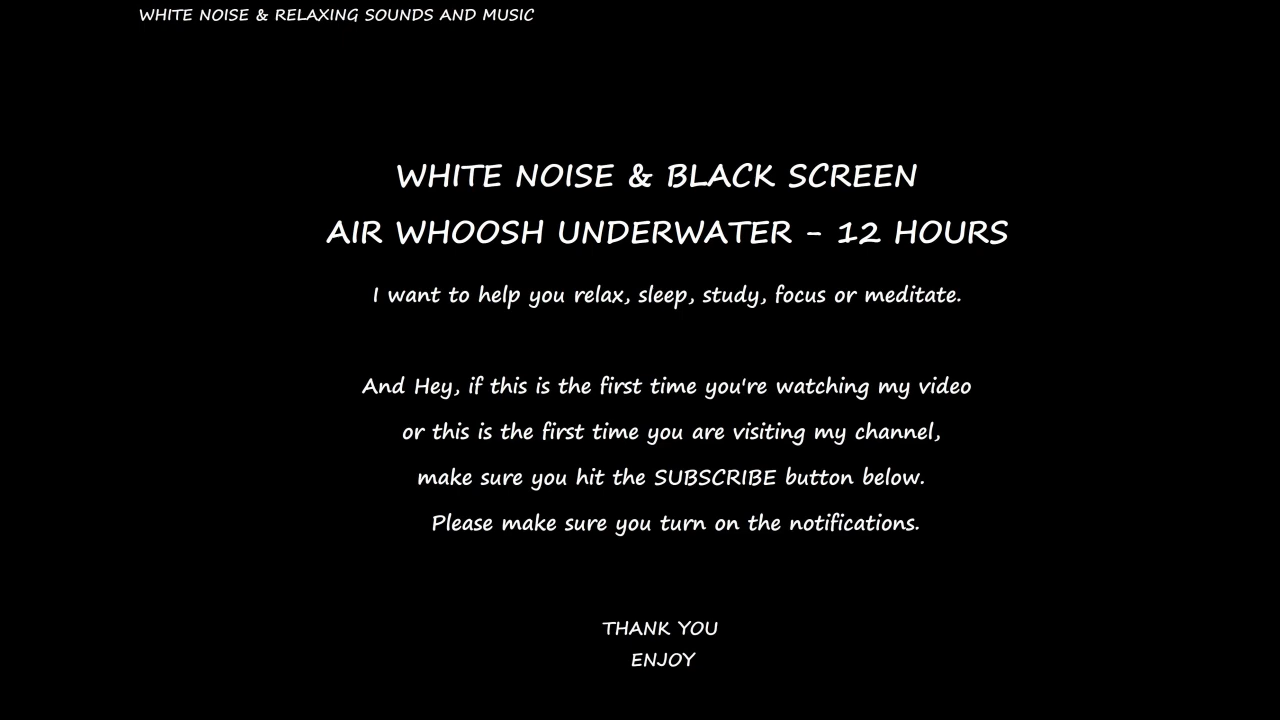 WHITE NOISE & RELAXING SOUNDS AND MUSIC
WHITE NOISE & BLACK SCREEN
AIR WHOOSH UNDERWATER - 12 HOURS
I want to help you relax, sleep, study, focus or meditate.
And Hey, if this is the first time you're watching my video
or this is the first time you are visiting my channel,
make sure you hit the SUBSCRIBE button below.
Please make sure you turn on the notifications.
THANK YOU
ENJOY